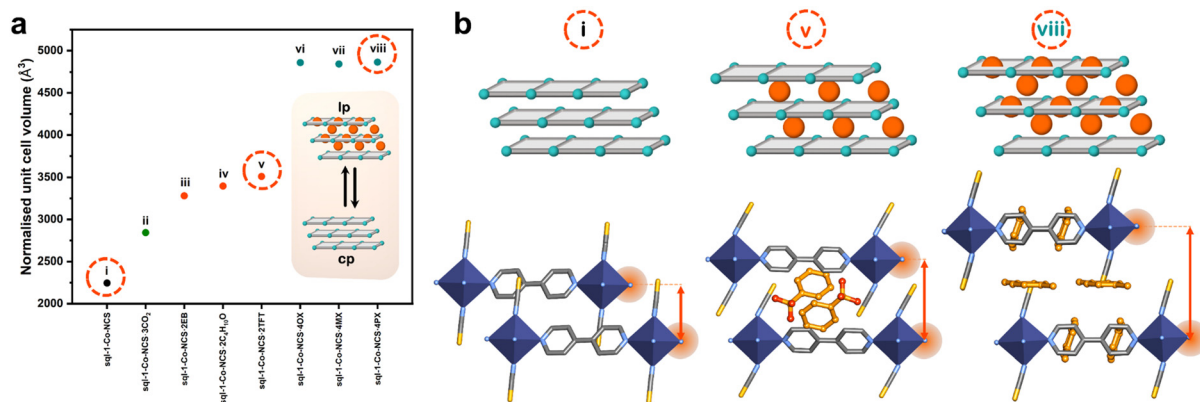 a
Normalised unit cell volume (Å³)
5000
4500
4000
3500
3000
2500
2000
i
ii
iii
iv
v
vi
vii
viii
lp
cp
sql-1-Co-NCS
sql-1-Co-NCS·3CO₂
sql-1-Co-NCS·2EB
sql-1-Co-NCS·2C₄H₁₀O
sql-1-Co-NCS·2TFT
sql-1-Co-NCS·4OX
sql-1-Co-NCS·4MX
sql-1-Co-NCS·4PX
b
i
v
viii